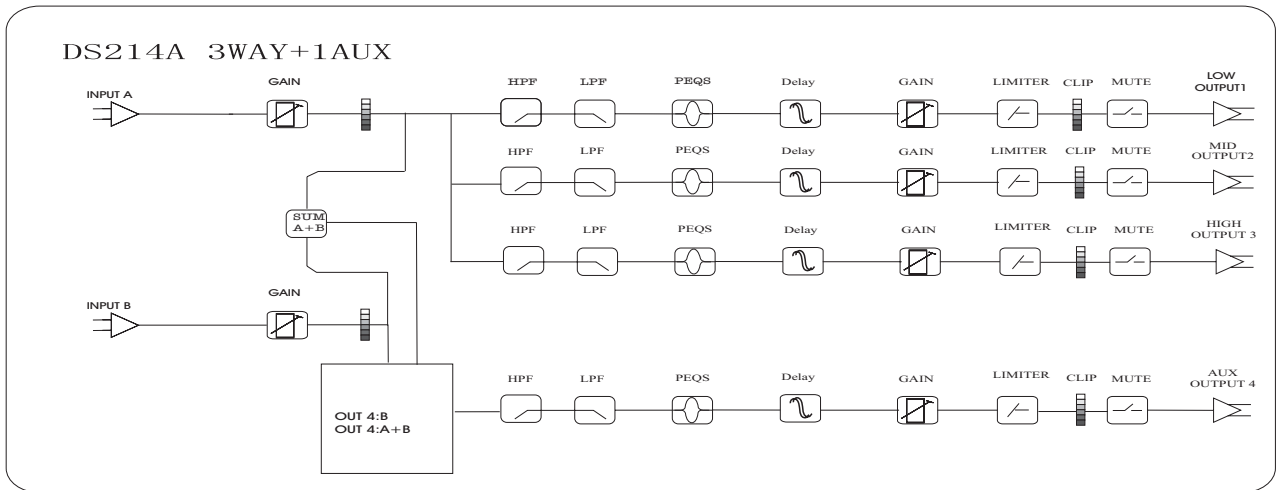 DS214A 3WAY+1AUX
INPUT A
GAIN
HPF LPF PEQS Delay GAIN LIMITER CLIP MUTE LOW
OUTPUT1
HPF LPF PEQS Delay GAIN LIMITER CLIP MUTE MID
OUTPUT2
SUM
A+B
HPF LPF PEQS Delay GAIN LIMITER CLIP MUTE HIGH
OUTPUT 3
INPUT B
GAIN
OUT 4:B
OUT 4:A+B
HPF LPF PEQS Delay GAIN LIMITER CLIP MUTE AUX
OUTPUT 4